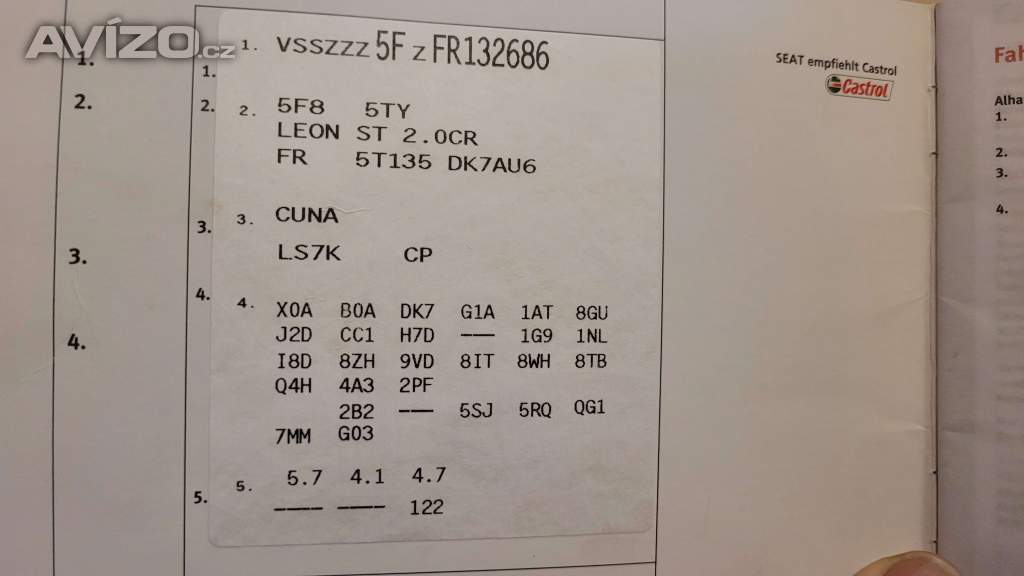 AVÍZO.cz
SEAT empfiehlt Castrol
Castrol
1.
2.
3.
4.
1.
2.
3.
4.
5.
1. VSSZZZ 5F Z FR132686
2. 5F8 5TY
LEON ST 2.0CR
FR 5T135 DK7AU6
3. CUNA
LS7K CP
4. X0A B0A DK7 G1A 1AT 8GU
J2D CC1 H7D --- 1G9 1NL
I8D 8ZH 9VD 8IT 8WH 8TB
Q4H 4A3 2PF
2B2 --- 5SJ 5RQ QG1
7MM G03
5. 5.7 4.1 4.7
---- ---- 122
Fah
Alha
1.
2.
3.
4.